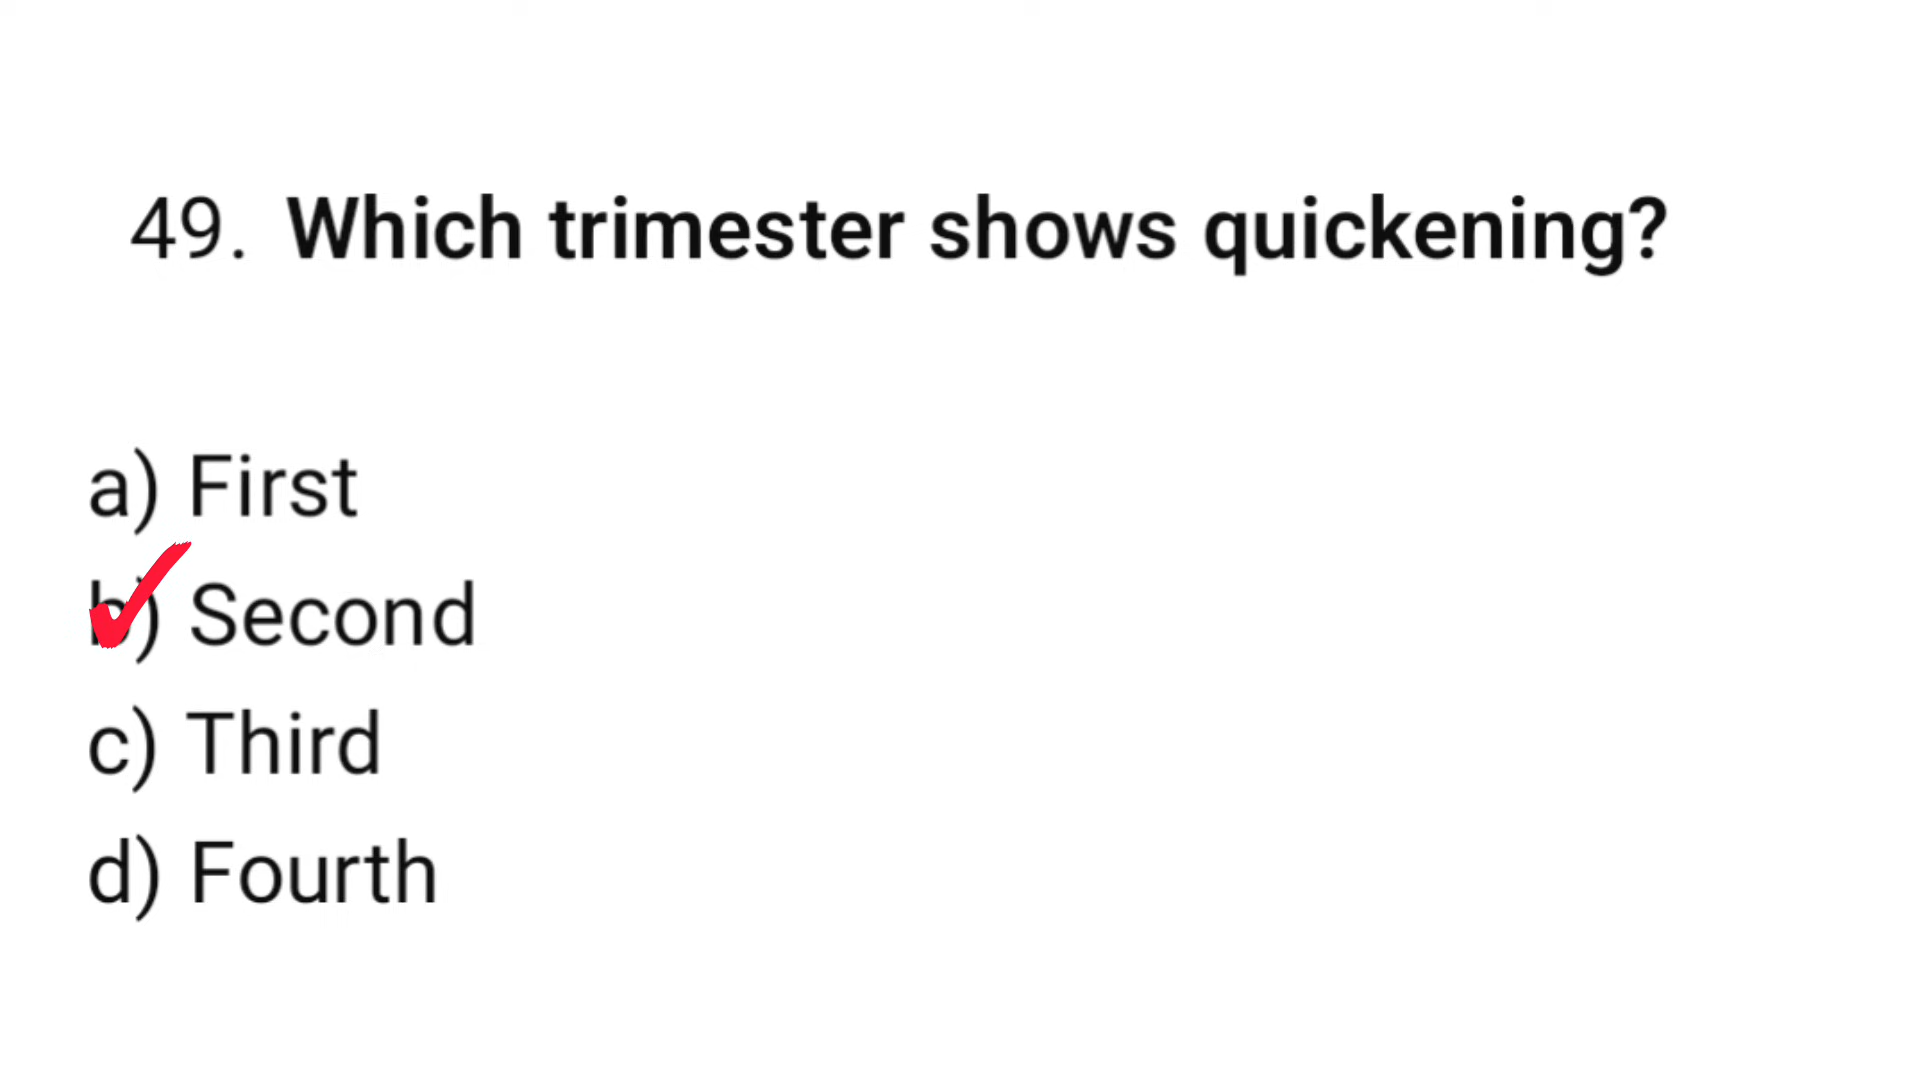 49. Which trimester shows quickening?
a) First
b) Second
c) Third
d) Fourth